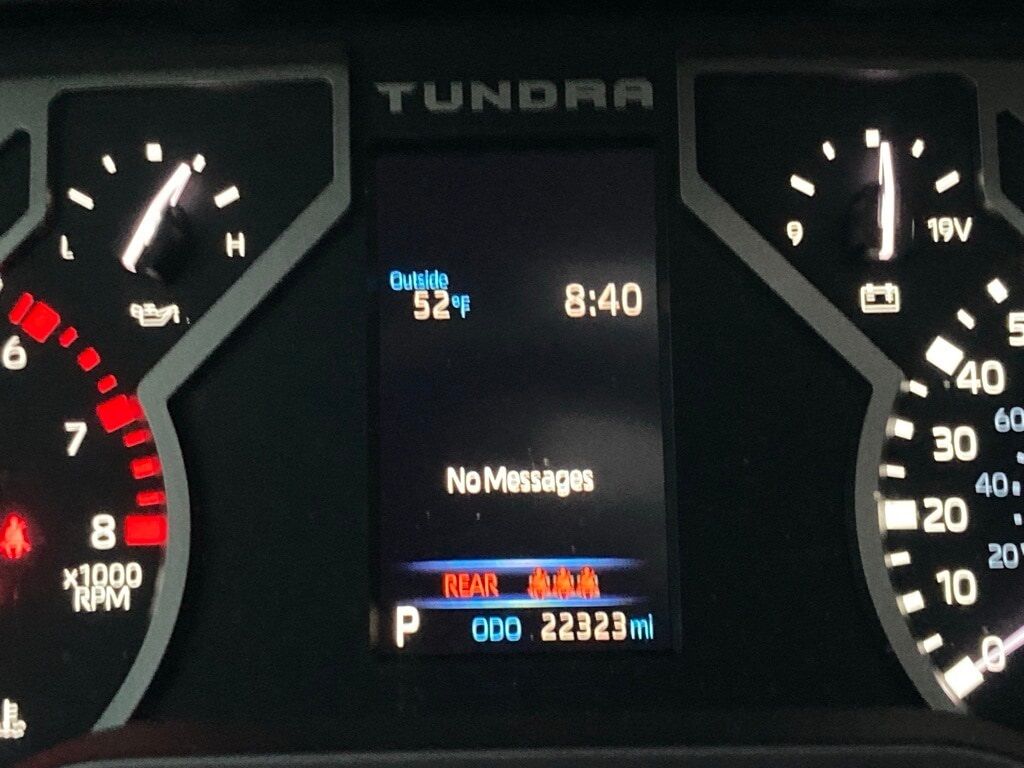 TUNDRA
L H
9 19V
Outside
52°F 8:40
6
7
8
x1000
RPM
No Messages
REAR
P ODO 22323 mi
5
40
60
30
40
20
20
10
0